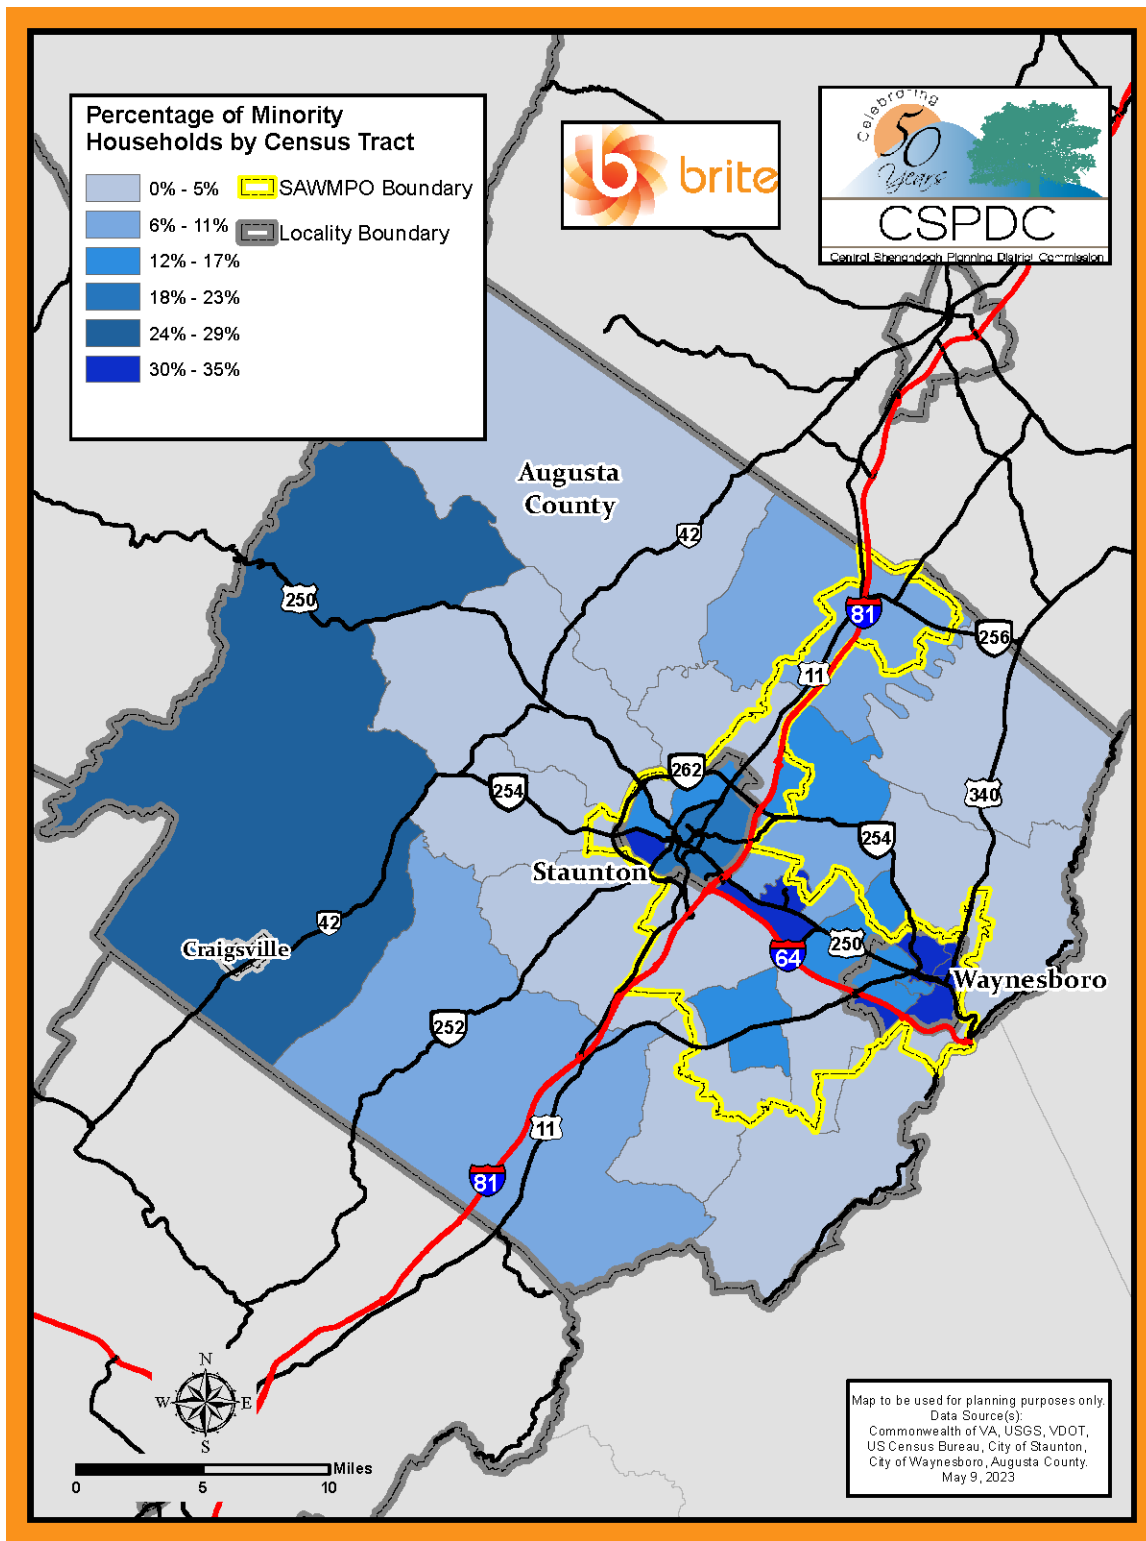 Percentage of Minority
Households by Census Tract
0% - 5%
6% - 11%
12% - 17%
18% - 23%
24% - 29%
30% - 35%
SAWMPO Boundary
Locality Boundary
brite
Celebrating
50
Years
CSPDC
Central Shenandoah Planning District Commission
Augusta
County
42
250
81
256
11
262
340
254
254
Staunton
42
Craigsville
250
64
Waynesboro
252
11
81
N
W
E
S
Miles
0
5
10
Map to be used for planning purposes only.
Data Source(s):
Commonwealth of VA, USGS, VDOT,
US Census Bureau, City of Staunton,
City of Waynesboro, Augusta County.
May 9, 2023